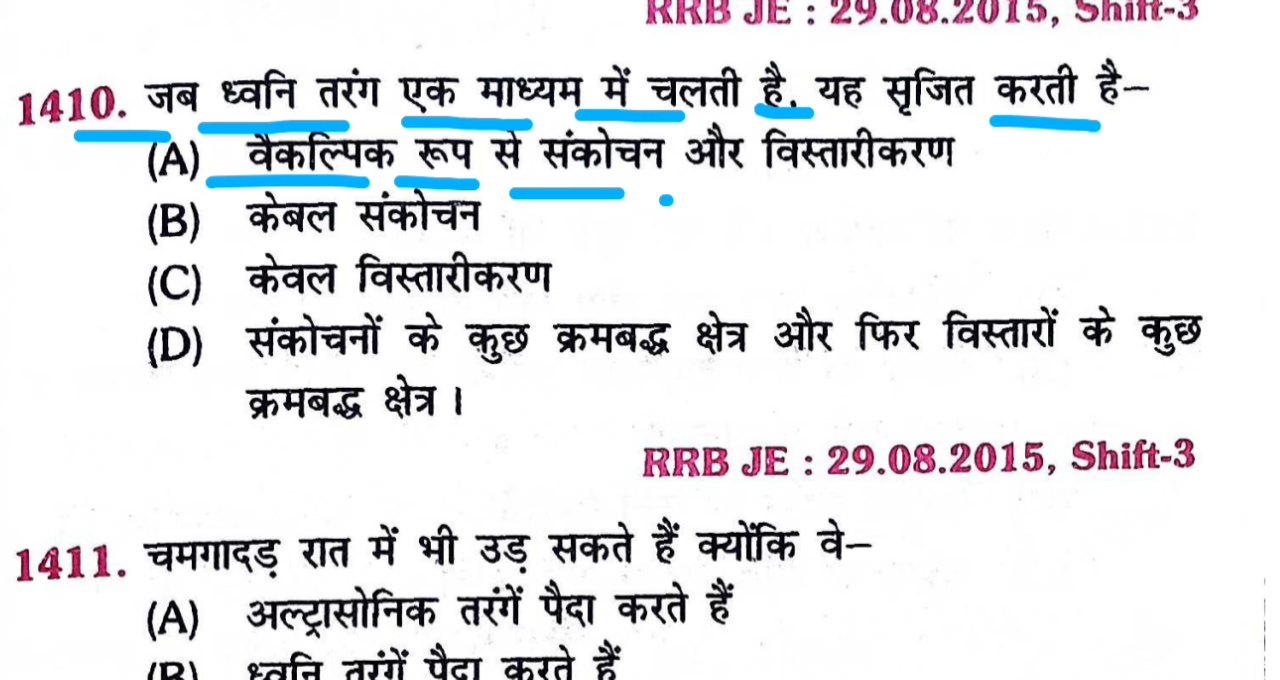 RRB JE : 29.08.2015, Shift-3
1410. जब ध्वनि तरंग एक माध्यम में चलती है. यह सृजित करती है–
(A) वैकल्पिक रूप से संकोचन और विस्तारीकरण
(B) केबल संकोचन
(C) केवल विस्तारीकरण
(D) संकोचनों के कुछ क्रमबद्ध क्षेत्र और फिर विस्तारों के कुछ
क्रमबद्ध क्षेत्र ।
RRB JE : 29.08.2015, Shift-3
1411. चमगादड़ रात में भी उड़ सकते हैं क्योंकि वे–
(A) अल्ट्रासोनिक तरंगें पैदा करते हैं
(B) ध्वनि तरंगें पैदा करते हैं